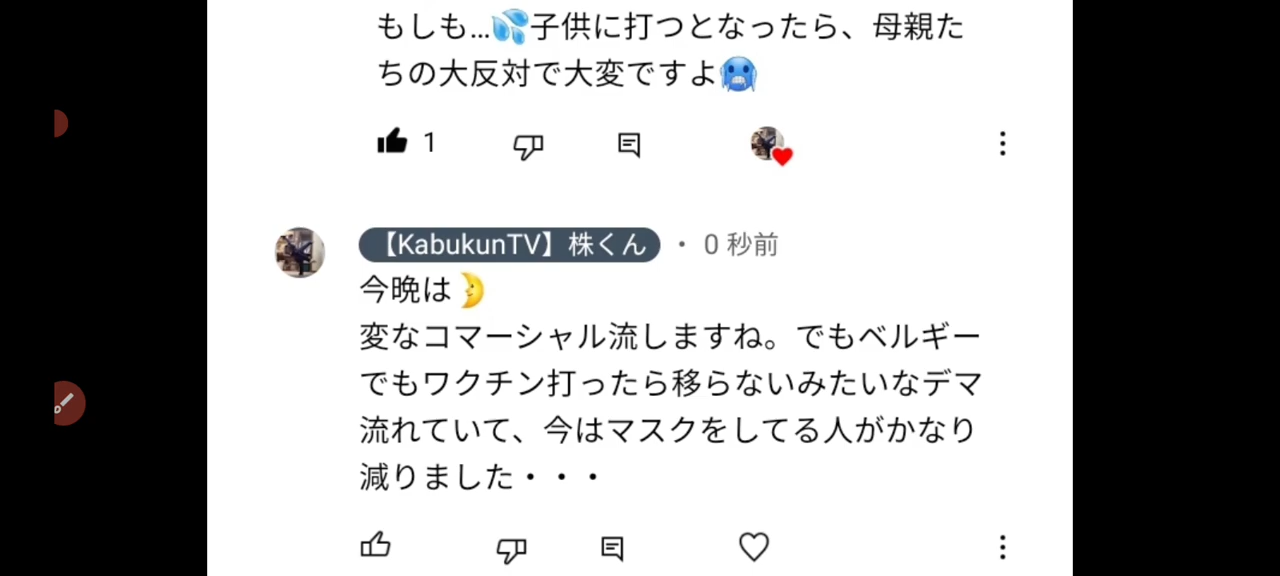 もしも...💦子供に打つとなったら、母親た
ちの大反対で大変ですよ🥶
1
【KabukunTV】株くん ・ 0 秒前
今晩は🌛
変なコマーシャル流しますね。でもベルギー
でもワクチン打ったら移らないみたいなデマ
流れていて、今はマスクをしてる人がかなり
減りました・・・